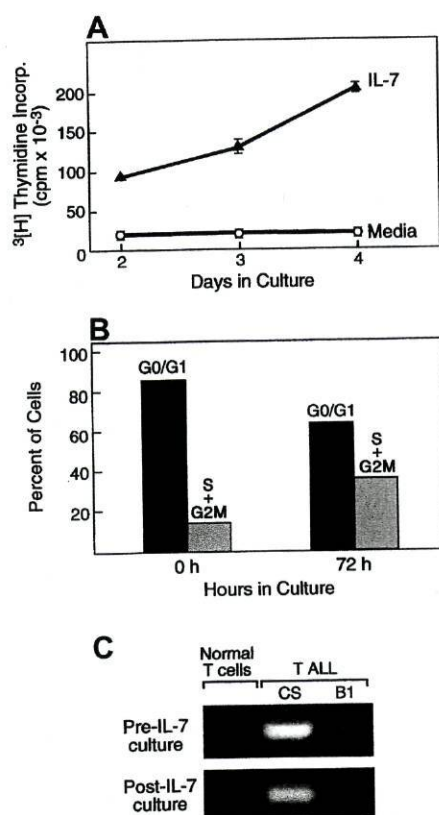 A
³[H] Thymidine Incorp.
(cpm x 10⁻³)
200
150
100
50
0
IL-7
Media
2 3 4
Days in Culture
B
Percent of Cells
100
80
60
40
20
G0/G1
S
+
G2M
G0/G1
S
+
G2M
0 h 72 h
Hours in Culture
C
Normal
T cells
T ALL
CS B1
Pre-IL-7
culture
Post-IL-7
culture